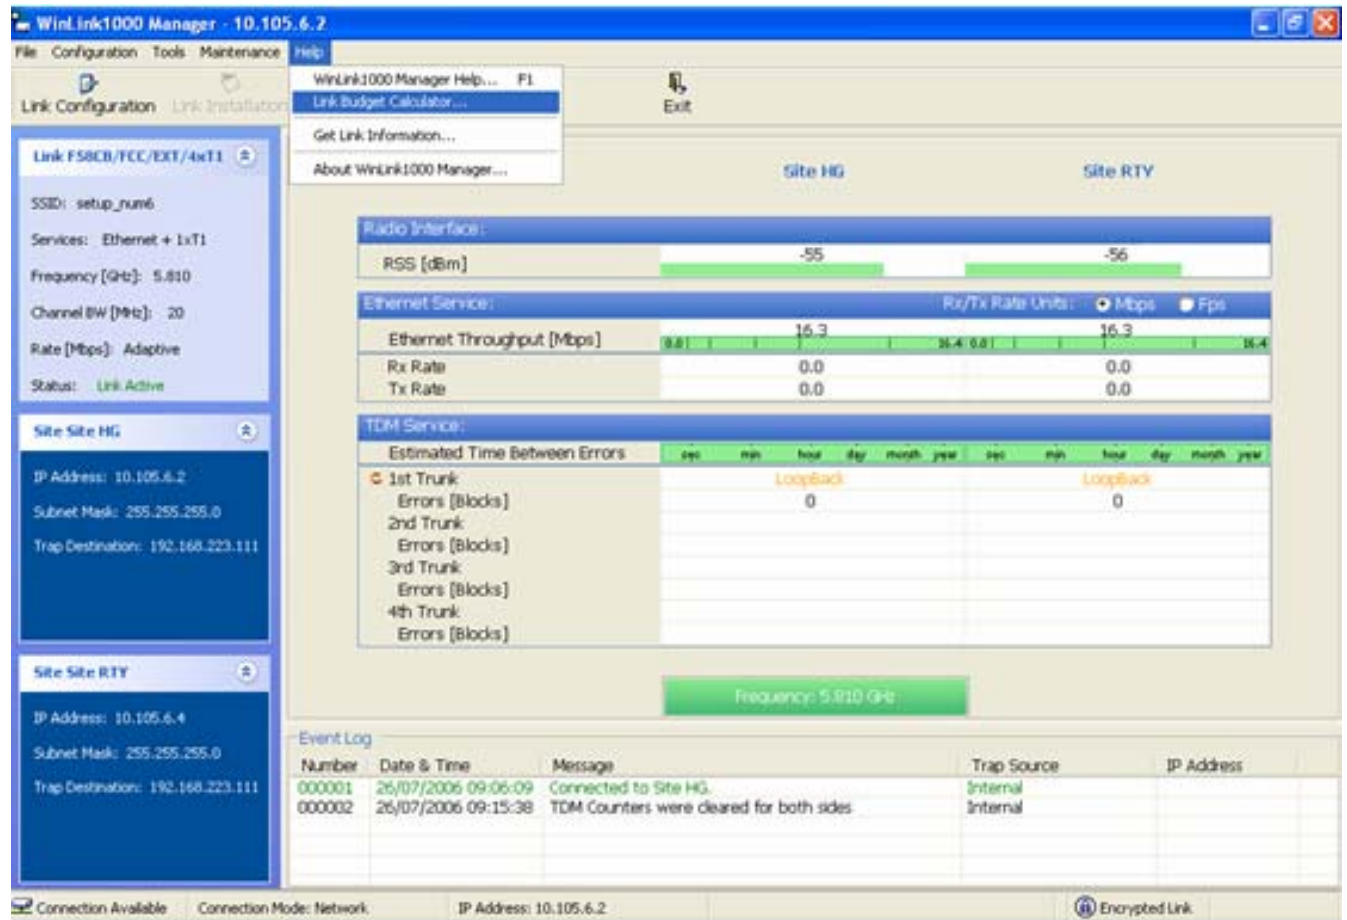 WinLink1000 Manager - 10.105.6.2
File Configuration Tools Maintenance Help
Link Configuration Link Installation Exit
WinLink1000 Manager Help... F1
Link Budget Calculator...
Get Link Information...
About WinLink1000 Manager...
Link F58CB/FCC/EXT/4xT1
SSID: setup_num6
Services: Ethernet + 1xT1
Frequency [GHz]: 5.810
Channel BW [MHz]: 20
Rate [Mbps]: Adaptive
Status: Link Active
Site Site HG
IP Address: 10.105.6.2
Subnet Mask: 255.255.255.0
Trap Destination: 192.168.223.111
Site Site RTY
IP Address: 10.105.6.4
Subnet Mask: 255.255.255.0
Trap Destination: 192.168.223.111
Site HG Site RTY
Radio Interface:
RSS [dBm] -55 -56
Ethernet Service: Rx/Tx Rate Units: Mbps Fps
Ethernet Throughput [Mbps] 0.0 16.3 16.4 0.0 16.3 16.4
Rx Rate 0.0 0.0
Tx Rate 0.0 0.0
TDM Service:
Estimated Time Between Errors sec min hour day month year sec min hour day month year
1st Trunk LoopBack LoopBack
Errors [Blocks] 0 0
2nd Trunk
Errors [Blocks]
3rd Trunk
Errors [Blocks]
4th Trunk
Errors [Blocks]
Frequency: 5.810 GHz
Event Log
Number Date & Time Message Trap Source IP Address
000001 26/07/2006 09:06:09 Connected to Site HG. Internal
000002 26/07/2006 09:15:38 TDM Counters were cleared for both sides Internal
Connection Available Connection Mode: Network IP Address: 10.105.6.2 Encrypted Link